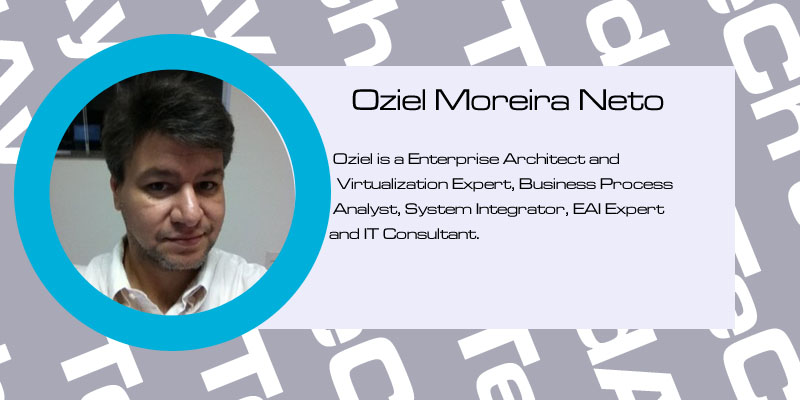 Oziel Moreira Neto
Oziel is a Enterprise Architect and
Virtualization Expert, Business Process
Analyst, System Integrator, EAI Expert
and IT Consultant.